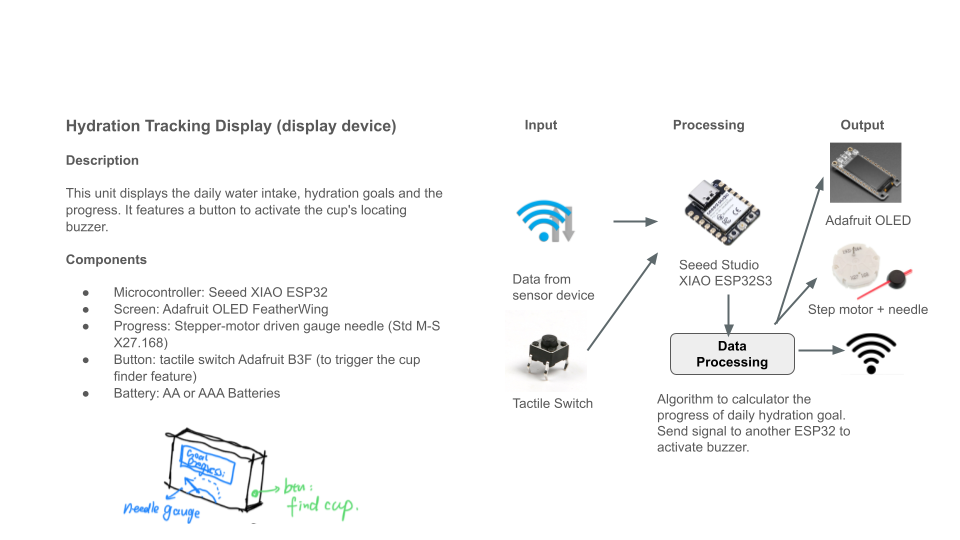 Hydration Tracking Display (display device)
Description
This unit displays the daily water intake, hydration goals and the
progress. It features a button to activate the cup's locating
buzzer.
Components
● Microcontroller: Seeed XIAO ESP32
● Screen: Adafruit OLED FeatherWing
● Progress: Stepper-motor driven gauge needle (Std M-S
X27.168)
● Button: tactile switch Adafruit B3F (to trigger the cup
finder feature)
● Battery: AA or AAA Batteries
Goal
Progress:
needle gauge
btn:
find cup.
Input
Processing
Output
Data from
sensor device
Tactile Switch
Seeed Studio
XIAO ESP32S3
Data
Processing
Algorithm to calculator the
progress of daily hydration goal.
Send signal to another ESP32 to
activate buzzer.
Adafruit OLED
Step motor + needle